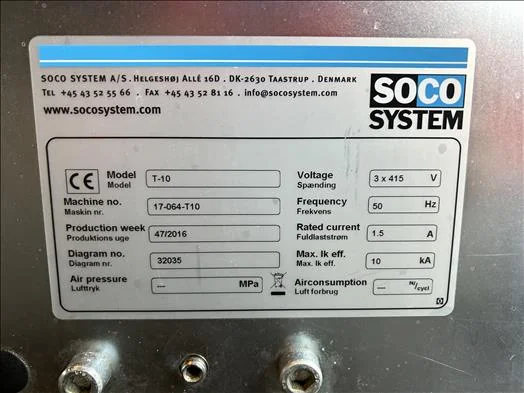 SOCO SYSTEM A/S. HELGESHØJ ALLÉ 16D . DK-2630 TAASTRUP . DENMARK
TEL +45 43 52 55 66 . FAX +45 43 52 81 16 . info@socosystem.com
www.socosystem.com
SOCO
SYSTEM
CE
Model T-10
Model
Machine no. 17-064-T10
Maskin nr.
Production week 47/2016
Produktions uge
Diagram no. 32035
Diagram nr.
Air pressure --- MPa
Lufttryk
Voltage 3 x 415 V
Spænding
Frequency 50 Hz
Frekvens
Rated current 1.5 A
Fuldlaststrøm
Max. Ik eff. 10 kA
Max. Ik eff.
Airconsumption --- Nl/cycl
Luft forbrug